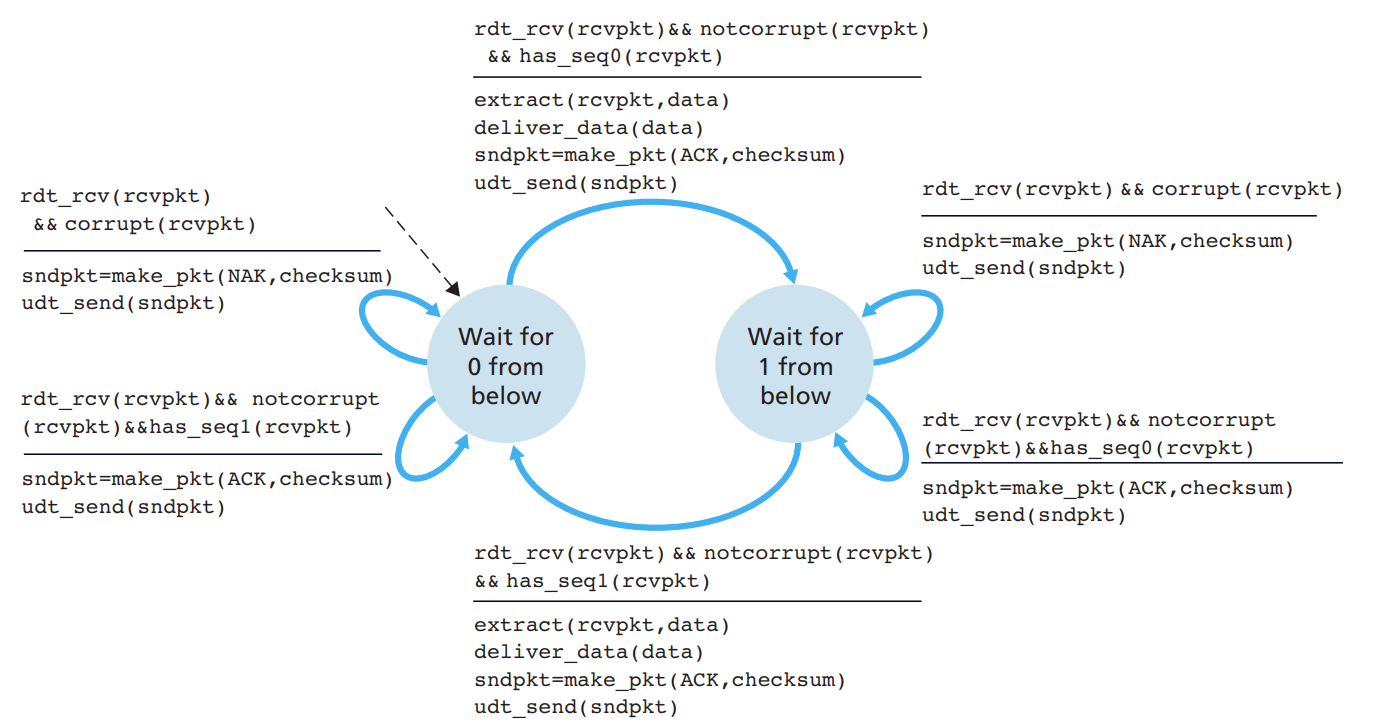 rdt_rcv(rcvpkt)&& notcorrupt(rcvpkt)
&& has_seq0(rcvpkt)
extract(rcvpkt,data)
deliver_data(data)
sndpkt=make_pkt(ACK,checksum)
udt_send(sndpkt)
rdt_rcv(rcvpkt)
&& corrupt(rcvpkt)
sndpkt=make_pkt(NAK,checksum)
udt_send(sndpkt)
rdt_rcv(rcvpkt) && corrupt(rcvpkt)
sndpkt=make_pkt(NAK,checksum)
udt_send(sndpkt)
Wait for
0 from
below
Wait for
1 from
below
rdt_rcv(rcvpkt)&& notcorrupt
(rcvpkt)&&has_seq1(rcvpkt)
sndpkt=make_pkt(ACK,checksum)
udt_send(sndpkt)
rdt_rcv(rcvpkt)&& notcorrupt
(rcvpkt)&&has_seq0(rcvpkt)
sndpkt=make_pkt(ACK,checksum)
udt_send(sndpkt)
rdt_rcv(rcvpkt) && notcorrupt(rcvpkt)
&& has_seq1(rcvpkt)
extract(rcvpkt,data)
deliver_data(data)
sndpkt=make_pkt(ACK,checksum)
udt_send(sndpkt)